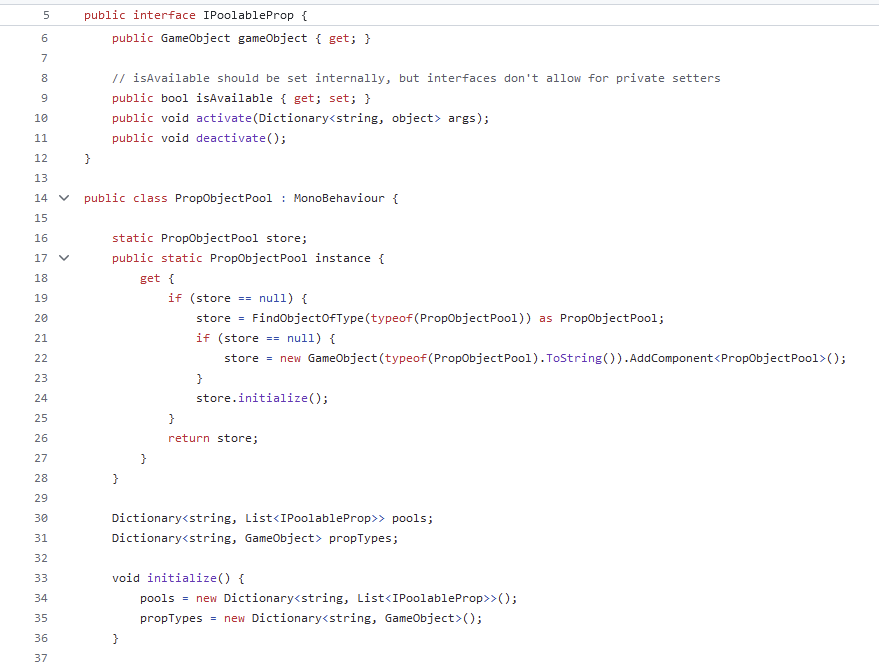 5 public interface IPoolableProp {
6 public GameObject gameObject { get; }
7
8 // isAvailable should be set internally, but interfaces don't allow for private setters
9 public bool isAvailable { get; set; }
10 public void activate(Dictionary<string, object> args);
11 public void deactivate();
12 }
13
14 public class PropObjectPool : MonoBehaviour {
15
16 static PropObjectPool store;
17 public static PropObjectPool instance {
18 get {
19 if (store == null) {
20 store = FindObjectOfType(typeof(PropObjectPool)) as PropObjectPool;
21 if (store == null) {
22 store = new GameObject(typeof(PropObjectPool).ToString()).AddComponent<PropObjectPool>();
23 }
24 store.initialize();
25 }
26 return store;
27 }
28 }
29
30 Dictionary<string, List<IPoolableProp>> pools;
31 Dictionary<string, GameObject> propTypes;
32
33 void initialize() {
34 pools = new Dictionary<string, List<IPoolableProp>>();
35 propTypes = new Dictionary<string, GameObject>();
36 }
37